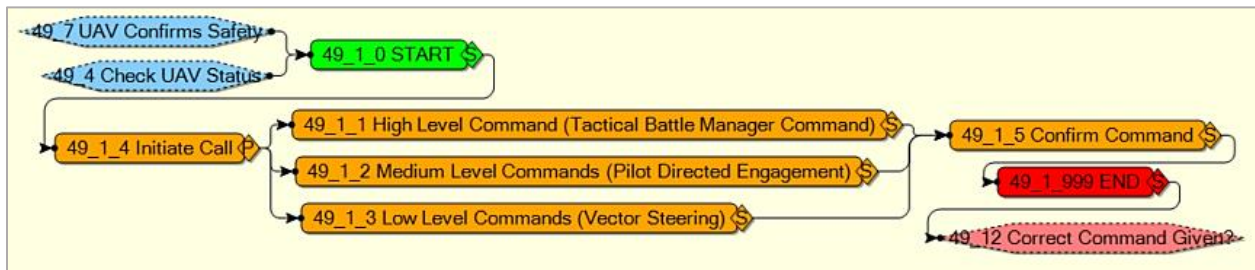 49_7 UAV Confirms Safety
49_4 Check UAV Status
49_1_0 START S
49_1_4 Initiate Call P
49_1_1 High Level Command (Tactical Battle Manager Command) S
49_1_2 Medium Level Commands (Pilot Directed Engagement) S
49_1_3 Low Level Commands (Vector Steering) S
49_1_5 Confirm Command S
49_1_999 END S
49_12 Correct Command Given?